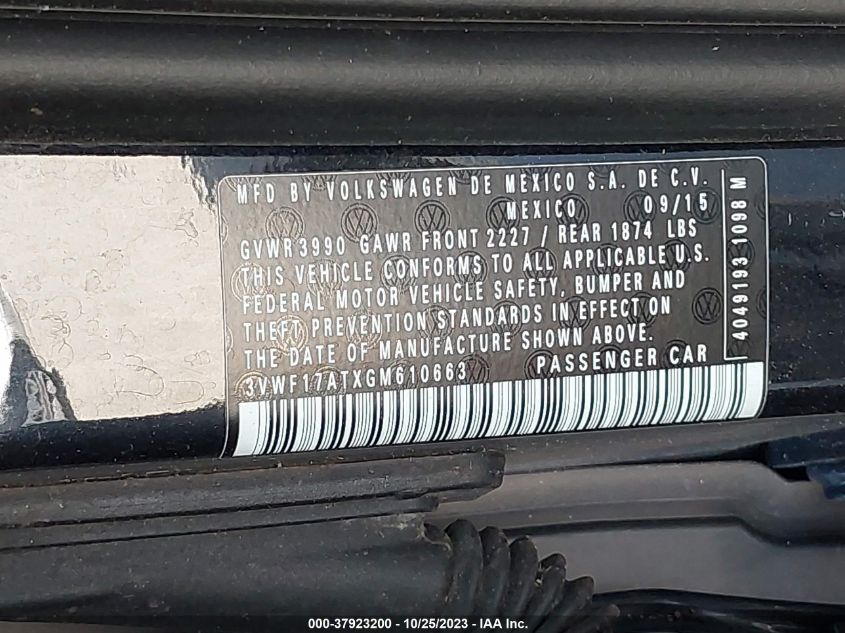 MFD BY VOLKSWAGEN DE MEXICO S.A. DE C.V.
MEXICO 09/15
GVWR 3990 GAWR FRONT 2227 / REAR 1874 LBS
THIS VEHICLE CONFORMS TO ALL APPLICABLE U.S.
FEDERAL MOTOR VEHICLE SAFETY, BUMPER AND
THEFT PREVENTION STANDARDS IN EFFECT ON
THE DATE OF MANUFACTURE SHOWN ABOVE.
3VWF17ATXGM610663 PASSENGER CAR
4049193 1098 M
000-37923200 - 10/25/2023 - IAA Inc.